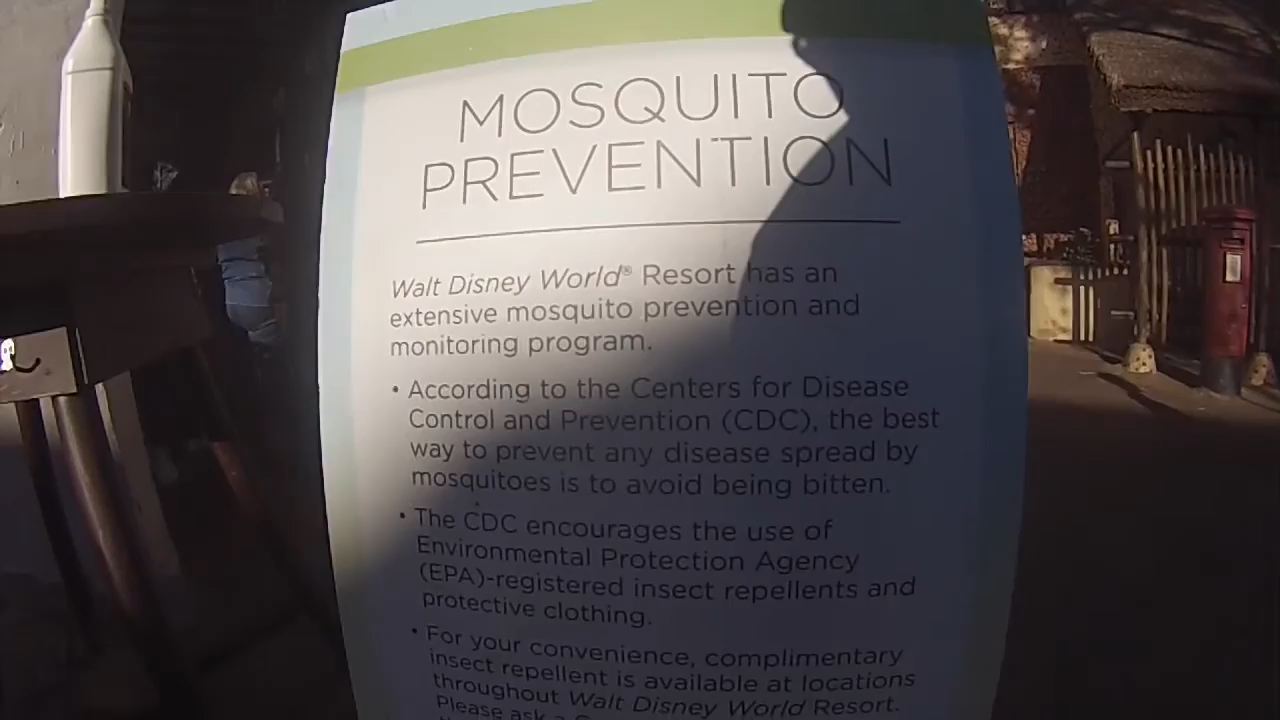 MOSQUITO
PREVENTION
Walt Disney World® Resort has an
extensive mosquito prevention and
monitoring program.
• According to the Centers for Disease
Control and Prevention (CDC), the best
way to prevent any disease spread by
mosquitoes is to avoid being bitten.
• The CDC encourages the use of
Environmental Protection Agency
(EPA)-registered insect repellents and
protective clothing.
• For your convenience, complimentary
insect repellent is available at locations
throughout Walt Disney World Resort.
Please ask a